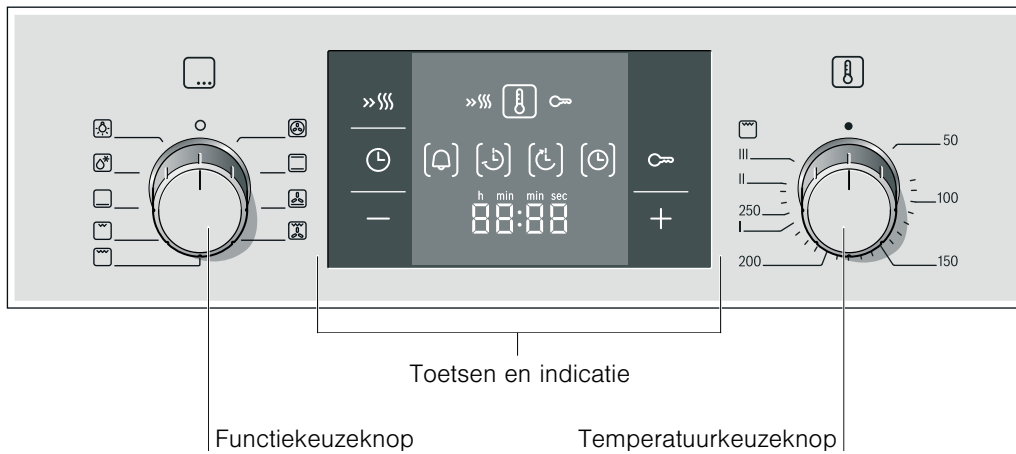 h min min sec
88:88
50
100
150
200
250
I
II
III
Toetsen en indicatie
Functiekeuzeknop
Temperatuurkeuzeknop